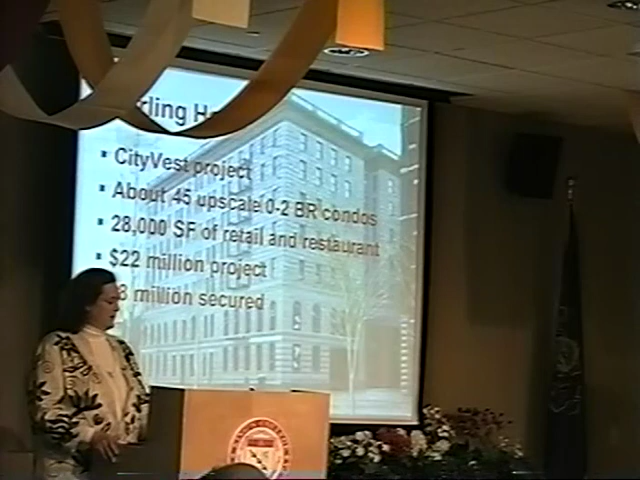 rling H
CityVest project
About 45 upscale 0-2 BR condos
28,000 SF of retail and restaurant
$22 million project
8 million secured